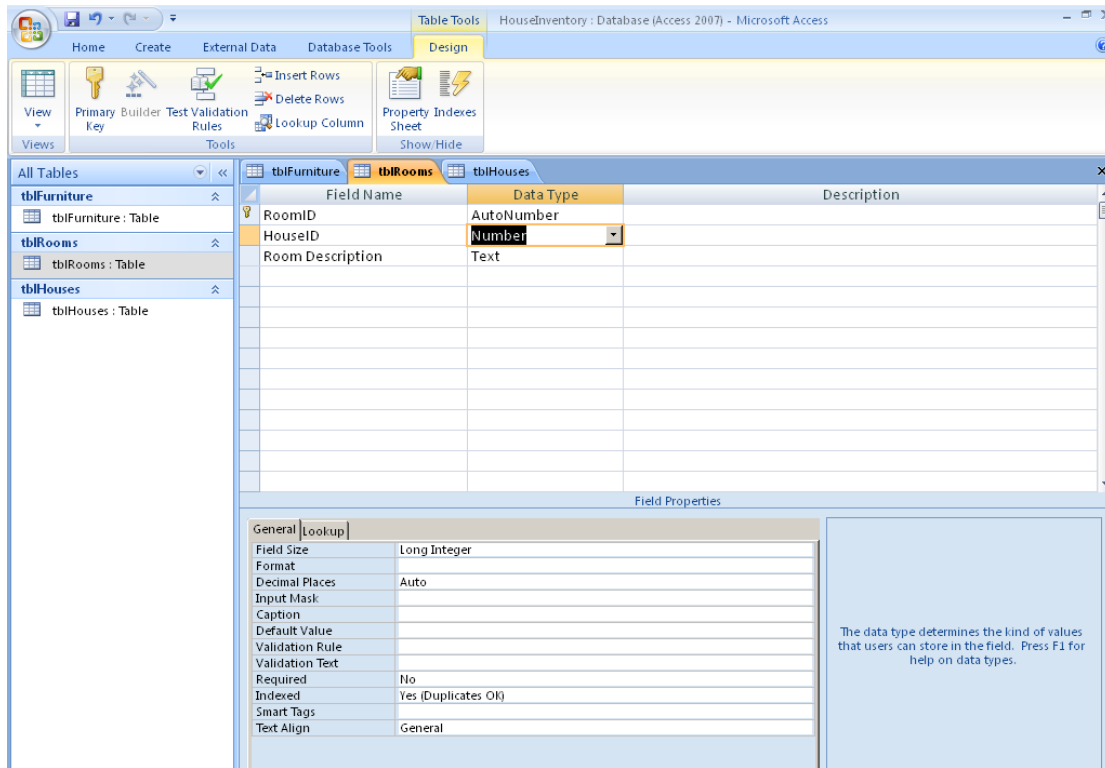 Table Tools HouseInventory : Database (Access 2007) - Microsoft Access
Home Create External Data Database Tools Design
View
Primary Key
Builder
Test Validation Rules
Insert Rows
Delete Rows
Lookup Column
Property Sheet
Indexes
Views Tools Show/Hide
All Tables
tblFurniture tblRooms tblHouses
tblFurniture
tblFurniture : Table
tblRooms
tblRooms : Table
tblHouses
tblHouses : Table
Field Name Data Type Description
RoomID AutoNumber
HouseID Number
Room Description Text
Field Properties
General Lookup
Field Size Long Integer
Format
Decimal Places Auto
Input Mask
Caption
Default Value
Validation Rule
Validation Text
Required No
Indexed Yes (Duplicates OK)
Smart Tags
Text Align General
The data type determines the kind of values
that users can store in the field. Press F1 for
help on data types.